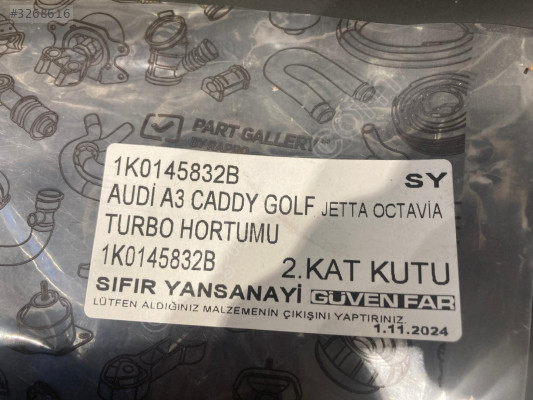 #3268616
PART GALLERY
1K0145832B SY
AUDİ A3 CADDY GOLF JETTA OCTAVİA
TURBO HORTUMU
1K0145832B 2.KAT KUTU
SIFIR YANSANAYİ GÜVEN FAR
LÜTFEN ALDIĞINIZ MALZEMENİN ÇIKIŞINI YAPTIRINIZ.
1.11.2024